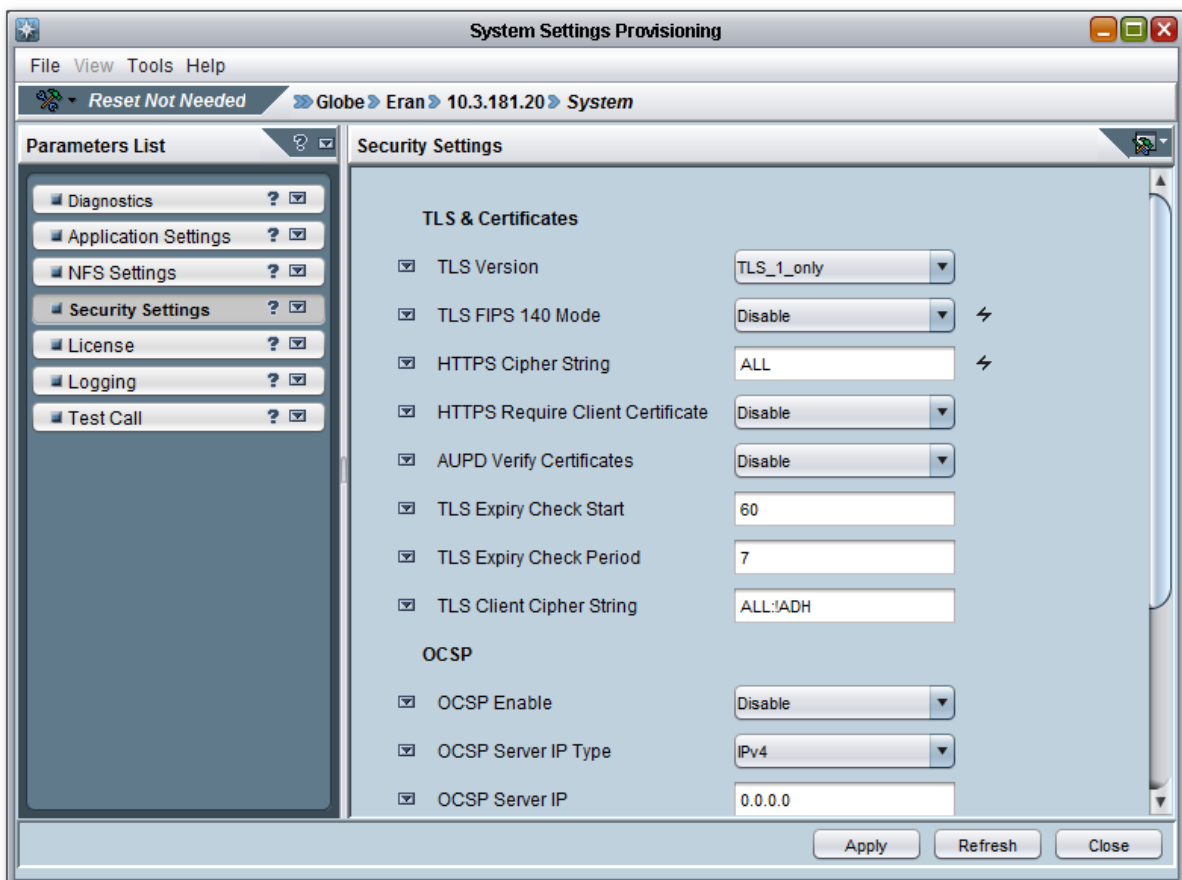 System Settings Provisioning
File View Tools Help
Reset Not Needed Globe Eran 10.3.181.20 System
Parameters List ?
Security Settings
Diagnostics ?
Application Settings ?
NFS Settings ?
Security Settings ?
License ?
Logging ?
Test Call ?
TLS & Certificates
TLS Version TLS_1_only
TLS FIPS 140 Mode Disable
HTTPS Cipher String ALL
HTTPS Require Client Certificate Disable
AUPD Verify Certificates Disable
TLS Expiry Check Start 60
TLS Expiry Check Period 7
TLS Client Cipher String ALL:!ADH
OCSP
OCSP Enable Disable
OCSP Server IP Type IPv4
OCSP Server IP 0.0.0.0
Apply Refresh Close